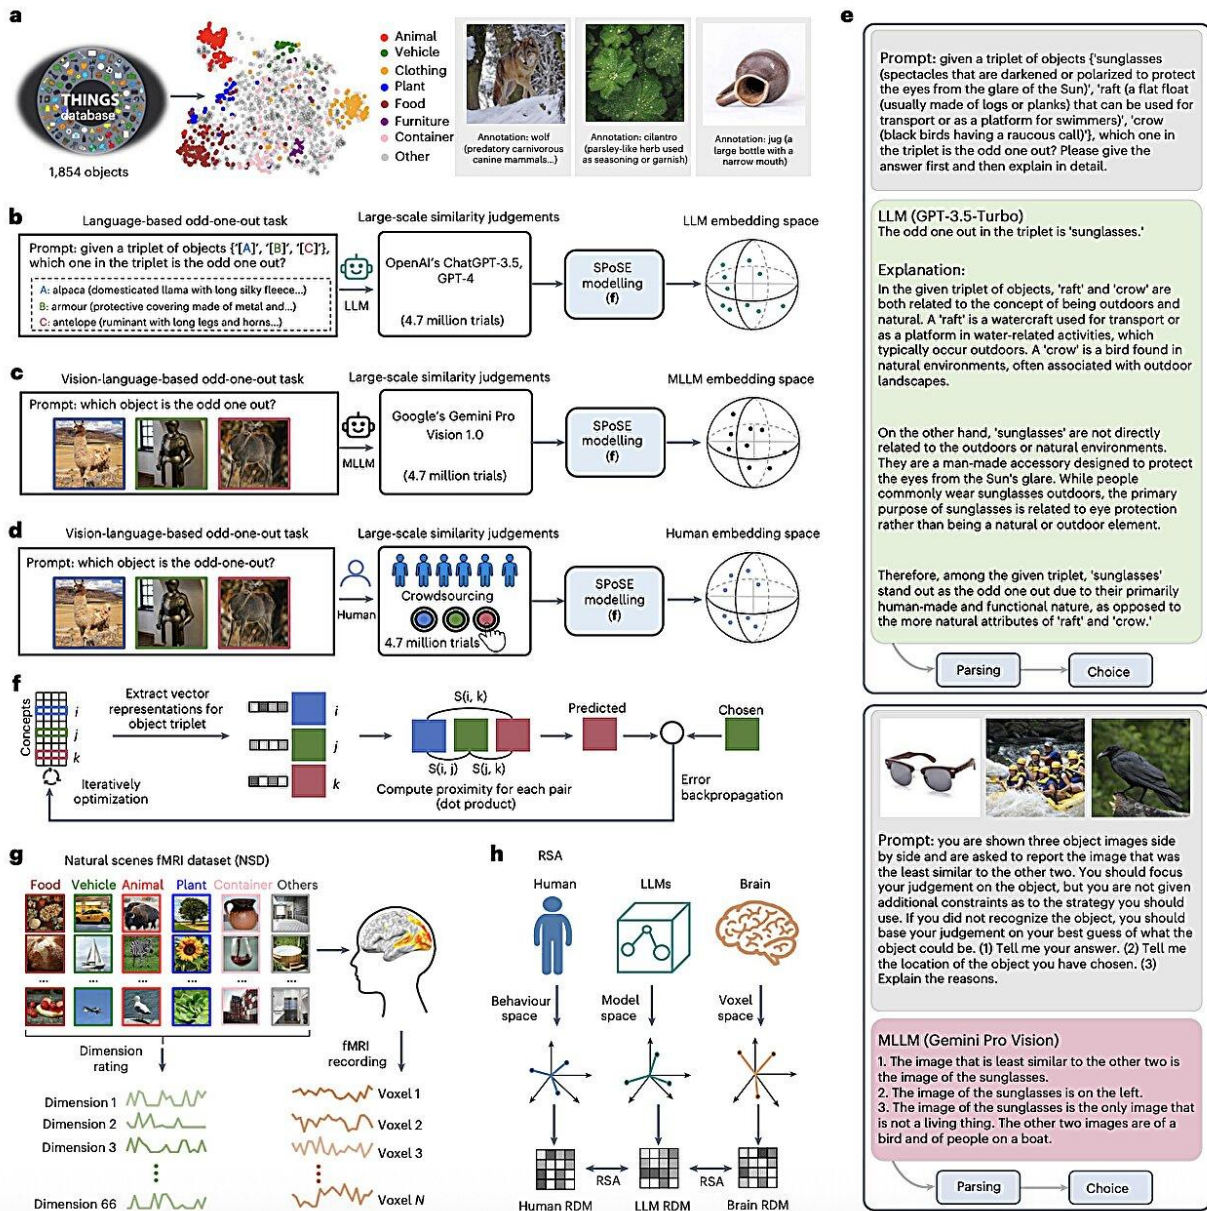 a
THINGS
database
1,854 objects
Animal
Vehicle
Clothing
Plant
Food
Furniture
Container
Other
Annotation: wolf
(predatory carnivorous
canine mammals...)
Annotation: cilantro
(parsley-like herb used
as seasoning or garnish)
Annotation: jug (a
large bottle with a
narrow mouth)
b
Language-based odd-one-out task
Prompt: given a triplet of objects {'[A]', '[B]', '[C]'},
which one in the triplet is the odd one out?
A: alpaca (domesticated llama with long silky fleece...)
B: armour (protective covering made of metal and...)
C: antelope (ruminant with long legs and horns...)
LLM
Large-scale similarity judgements
OpenAI's ChatGPT-3.5,
GPT-4
(4.7 million trials)
SPoSE
modelling
(f)
LLM embedding space
c
Vision-language-based odd-one-out task
Prompt: which object is the odd one out?
MLLM
Large-scale similarity judgements
Google's Gemini Pro
Vision 1.0
(4.7 million trials)
SPoSE
modelling
(f)
MLLM embedding space
d
Vision-language-based odd-one-out task
Prompt: which object is the odd-one-out?
Human
Large-scale similarity judgements
Crowdsourcing
4.7 million trials
SPoSE
modelling
(f)
Human embedding space
e
Prompt: given a triplet of objects {'sunglasses
(spectacles that are darkened or polarized to protect
the eyes from the glare of the Sun)', 'raft (a flat float
(usually made of logs or planks) that can be used for
transport or as a platform for swimmers)', 'crow
(black birds having a raucous call)'}, which one in
the triplet is the odd one out? Please give the
answer first and then explain in detail.
LLM (GPT-3.5-Turbo)
The odd one out in the triplet is 'sunglasses.'
Explanation:
In the given triplet of objects, 'raft' and 'crow' are
both related to the concept of being outdoors and
natural. A 'raft' is a watercraft used for transport or
as a platform in water-related activities, which
typically occur outdoors. A 'crow' is a bird found in
natural environments, often associated with outdoor
landscapes.
On the other hand, 'sunglasses' are not directly
related to the outdoors or natural environments.
They are a man-made accessory designed to protect
the eyes from the Sun's glare. While people
commonly wear sunglasses outdoors, the primary
purpose of sunglasses is related to eye protection
rather than being a natural or outdoor element.
Therefore, among the given triplet, 'sunglasses'
stand out as the odd one out due to their primarily
human-made and functional nature, as opposed to
the more natural attributes of 'raft' and 'crow.'
Parsing
Choice
Prompt: you are shown three object images side
by side and are asked to report the image that was
the least similar to the other two. You should focus
your judgement on the object, but you are not given
additional constraints as to the strategy you should
use. If you did not recognize the object, you should
base your judgement on your best guess of what the
object could be. (1) Tell me your answer. (2) Tell me
the location of the object you have chosen. (3)
Explain the reasons.
MLLM (Gemini Pro Vision)
1. The image that is least similar to the other two is
the image of the sunglasses.
2. The image of the sunglasses is on the left.
3. The image of the sunglasses is the only image that
is not a living thing. The other two images are of a
bird and of people on a boat.
Parsing
Choice
f
Concepts
i
j
k
Iteratively
optimization
Extract vector
representations for
object triplet
i
j
k
S(i, k)
S(i, j)
S(j, k)
Compute proximity for each pair
(dot product)
Predicted
Chosen
Error
backpropagation
g
Natural scenes fMRI dataset (NSD)
Food
Vehicle
Animal
Plant
Container
Others
...
...
...
...
...
...
Dimension
rating
fMRI
recording
Dimension 1
Dimension 2
Dimension 3
Dimension 66
Voxel 1
Voxel 2
Voxel 3
Voxel N
h
RSA
Human
LLMs
Brain
Behaviour
space
Model
space
Voxel
space
RSA
RSA
Human RDM
LLM RDM
Brain RDM